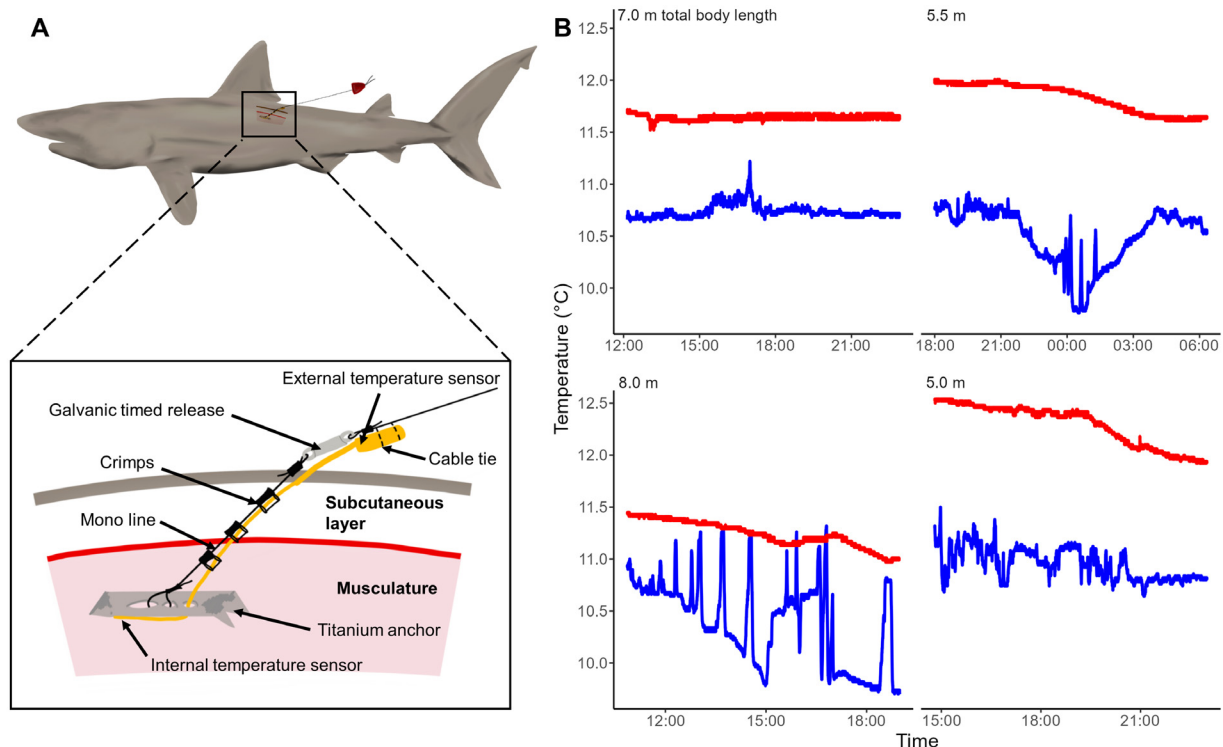 A
External temperature sensor
Galvanic timed release
Crimps
Cable tie
Subcutaneous
layer
Mono line
Musculature
Titanium anchor
Internal temperature sensor
B
7.0 m total body length
5.5 m
12.5
12.0
11.5
11.0
10.5
10.0
12:00 15:00 18:00 21:00
18:00 21:00 00:00 03:00 06:00
Temperature (°C)
8.0 m
5.0 m
12.5
12.0
11.5
11.0
10.5
10.0
12:00 15:00 18:00
15:00 18:00 21:00
Time